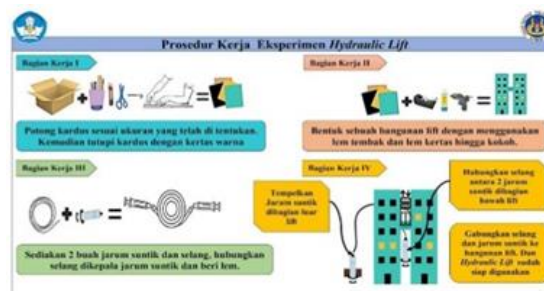 Prosedur Kerja Eksperimen Hydraulic Lift
Bagian Kerja I
Potong kardus sesuai ukuran yang telah di tentukan.
Kemudian tutupi kardus dengan kertas warna
Bagian Kerja II
Bentuk sebuah bangunan lift dengan menggunakan
lem tembak dan lem kertas hingga kokoh.
Bagian Kerja III
Sediakan 2 buah jarum suntik dan selang, hubungkan
selang dikepala jarum suntik dan beri lem.
Bagian Kerja IV
Tempelkan
Jarum suntik
dibagian luar
lift
Hubungkan selang
antara 2 jarum
suntik dibagian
bawah lift
Gabungkan selang
dan jarum suntik ke
bangunan lift. Dan
Hydraulic Lift sudah
siap digunakan